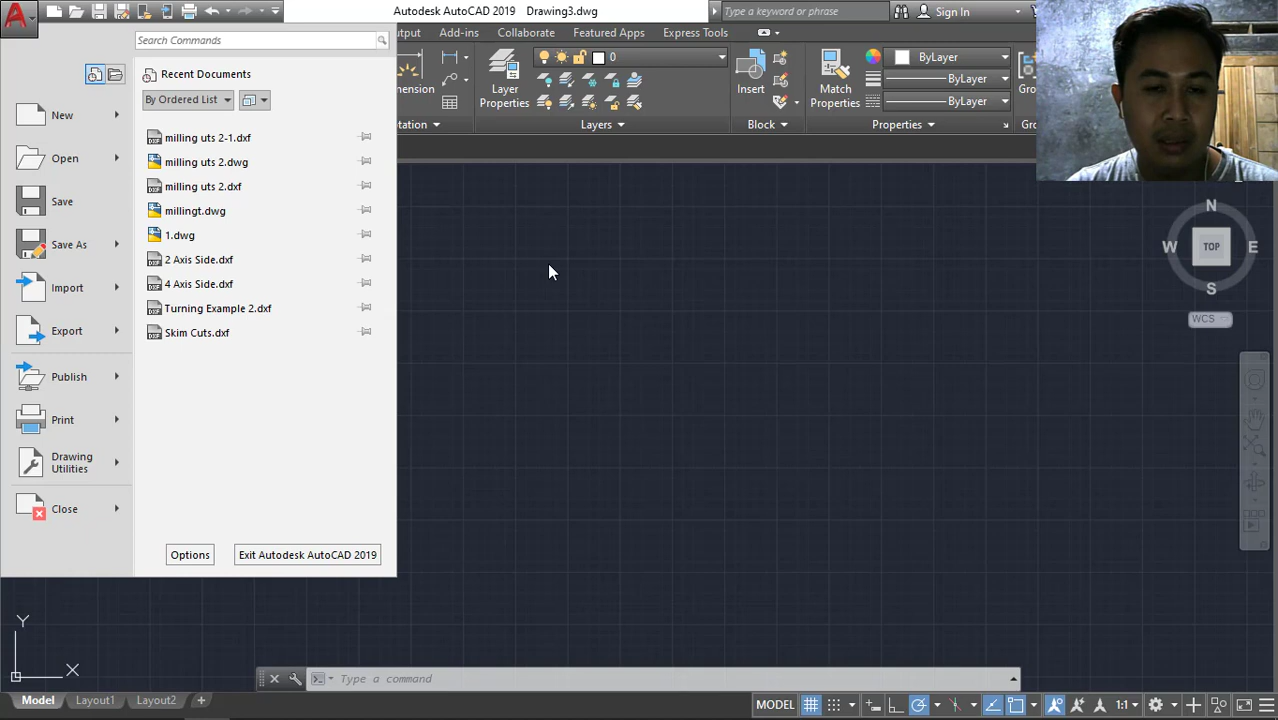 Autodesk AutoCAD 2019 Drawing3.dwg
Type a keyword or phrase
Sign In
Search Commands
utput
Collaborate
Add-ins
Featured Apps
Express Tools
Recent Documents
By Ordered List
New
Open
Save
Save As
Import
Export
Publish
Print
Drawing
Utilities
Close
milling uts 2-1.dxf
milling uts 2.dwg
milling uts 2.dxf
millingt.dwg
1.dwg
2 Axis Side.dxf
4 Axis Side.dxf
Turning Example 2.dxf
Skim Cuts.dxf
Options
Exit Autodesk AutoCAD 2019
tation
Layer
Properties
0
Layers
Insert
Block
Match
Properties
ByLayer
ByLayer
ByLayer
Properties
Gro
Gro
N
W
TOP
E
S
WCS
Y
X
Type a command
Model
Layout1
Layout2
MODEL
1:1